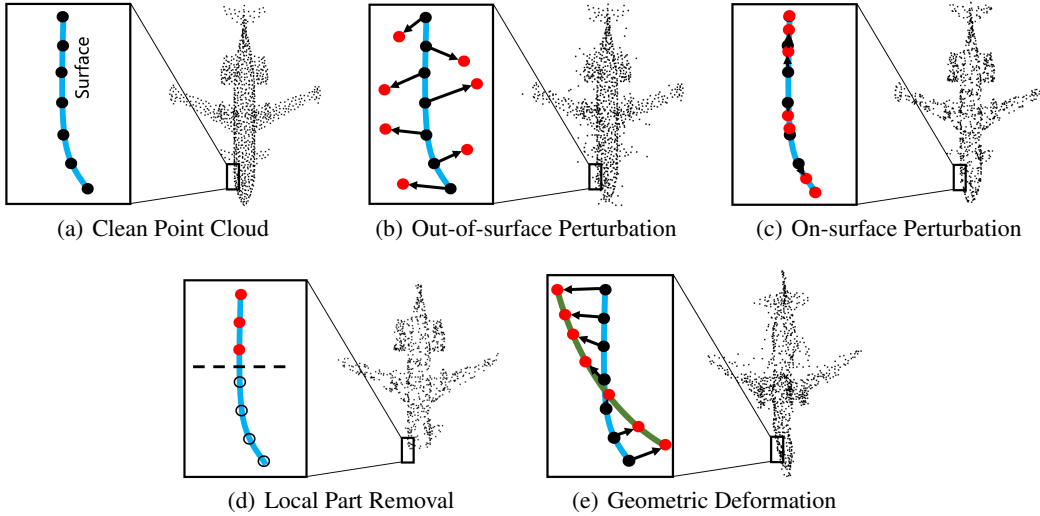 Surface
(a) Clean Point Cloud
(b) Out-of-surface Perturbation
(c) On-surface Perturbation
(d) Local Part Removal
(e) Geometric Deformation